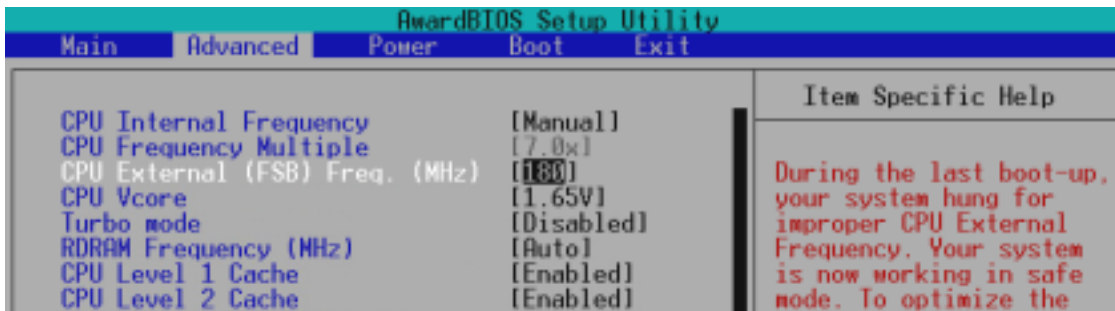 AwardBIOS Setup Utility
Main Advanced Power Boot Exit
Item Specific Help
CPU Internal Frequency [Manual]
CPU Frequency Multiple [7.0x]
CPU External (FSB) Freq. (MHz) [180]
CPU Vcore [1.65V]
Turbo mode [Disabled]
RDRAM Frequency (MHz) [Auto]
CPU Level 1 Cache [Enabled]
CPU Level 2 Cache [Enabled]
During the last boot-up,
your system hung for
improper CPU External
Frequency. Your system
is now working in safe
mode. To optimize the